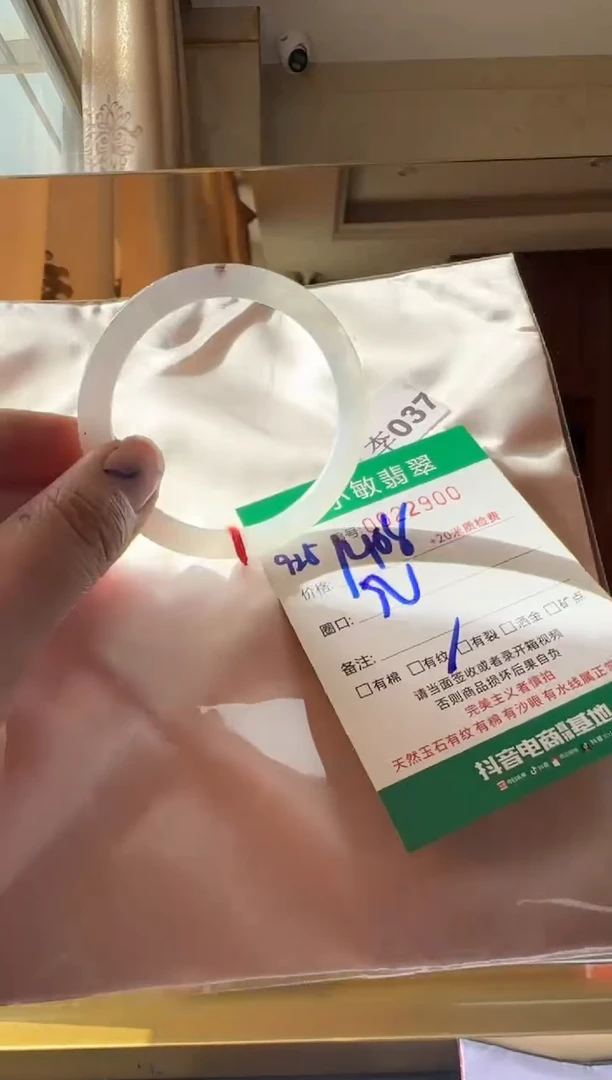 李037
小敏翡翠
编号:0022900
+20米质检费
925
价格: 1468
圈口:
备注:
□有棉 □有纹 □有裂 □洒金 □矿点
请当面签收或者录开箱视频
否则商品损坏后果自负
完美主义者慎拍
天然玉石有纹 有棉 有沙眼 有水线属正
抖音电商 基地